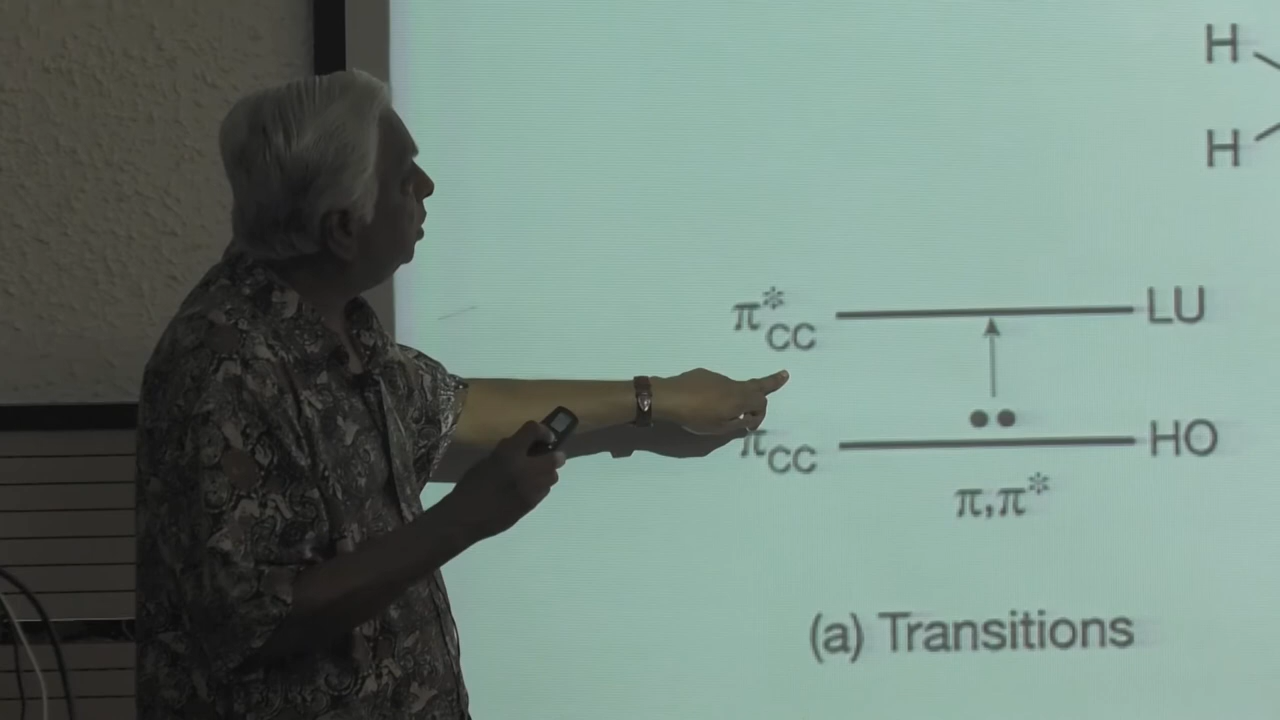 H
H
π*CC LU
πCC HO
π,π*
(a) Transitions